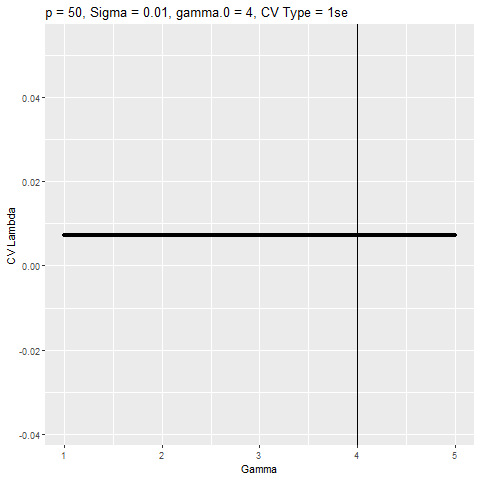 p = 50, Sigma = 0.01, gamma.0 = 4, CV Type = 1se
CV Lambda
0.04
0.02
0.00
-0.02
-0.04
1 2 3 4 5
Gamma